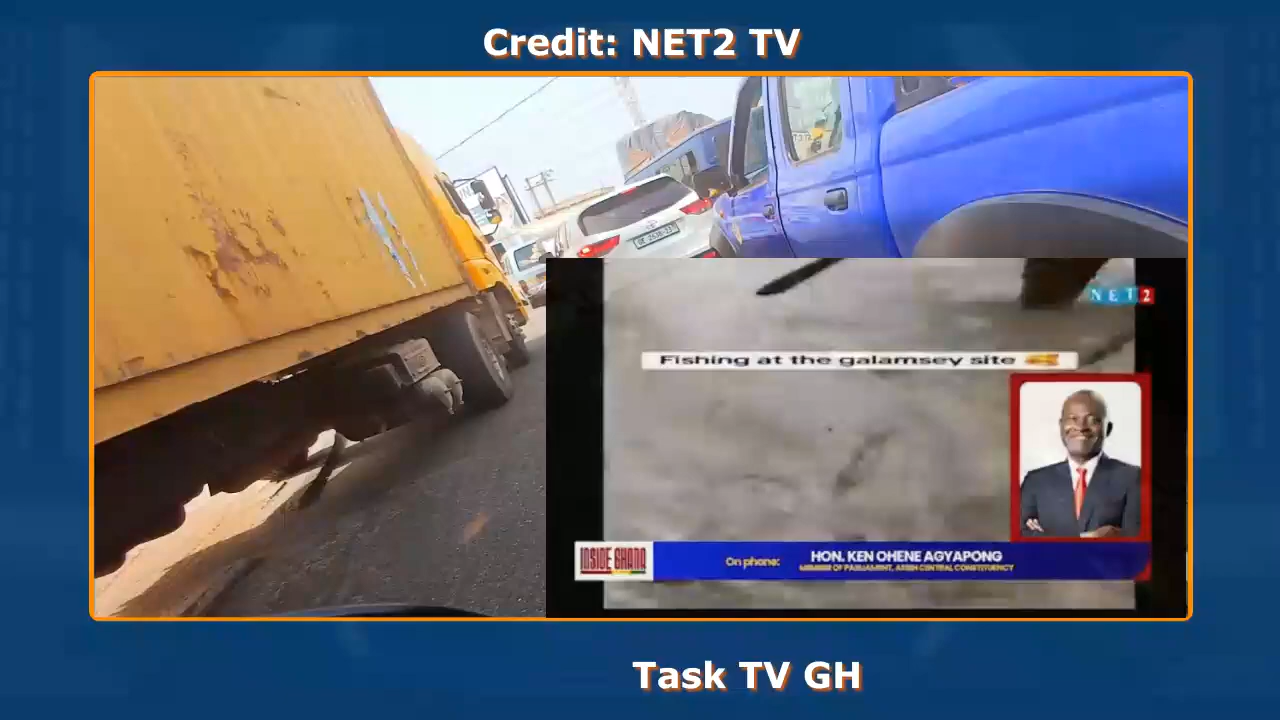 Credit: NET2 TV
NET2
Fishing at the galamsey site
INSIDE GHANA
On phone:
HON. KEN OHENE AGYAPONG
MEMBER OF PARLIAMENT, ASSIN CENTRAL CONSTITUENCY
Task TV GH